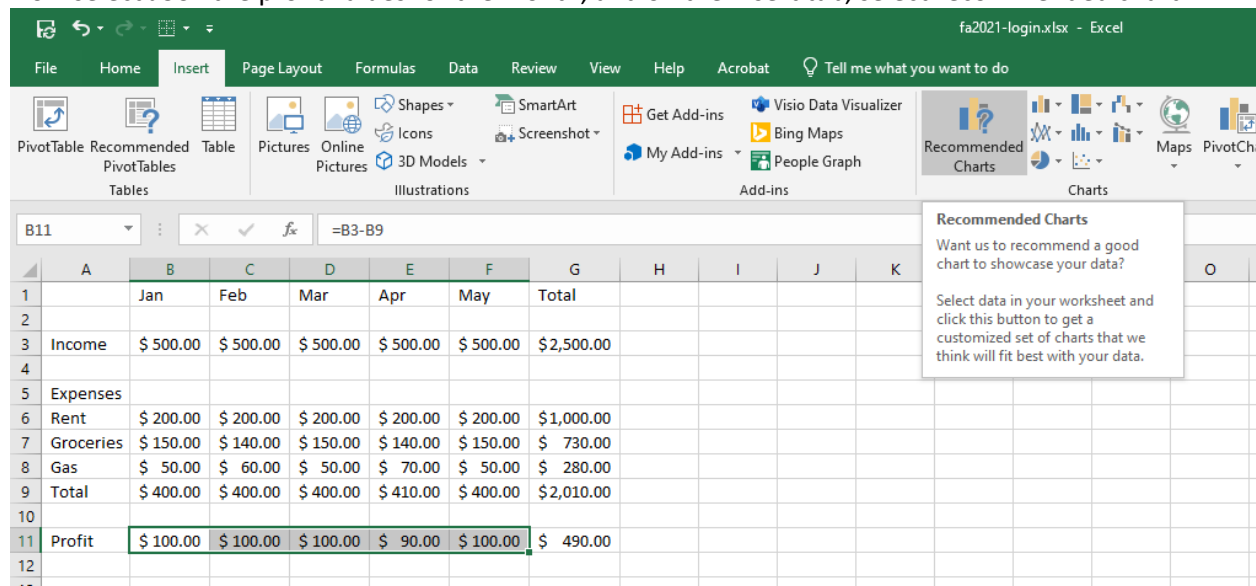 fa2021-login.xlsx - Excel
File Home Insert Page Layout Formulas Data Review View Help Acrobat Tell me what you want to do
PivotTable Recommended PivotTables Table
Tables
Pictures Online Pictures
Shapes
Icons
3D Models
SmartArt
Screenshot
Illustrations
Get Add-ins
My Add-ins
Visio Data Visualizer
Bing Maps
People Graph
Add-ins
Recommended Charts
Maps PivotCh
Charts
B11 fx =B3-B9
Recommended Charts
Want us to recommend a good
chart to showcase your data?
Select data in your worksheet and
click this button to get a
customized set of charts that we
think will fit best with your data.
A B C D E F G H I J K O
1 Jan Feb Mar Apr May Total
2
3 Income $ 500.00 $ 500.00 $ 500.00 $ 500.00 $ 500.00 $2,500.00
4
5 Expenses
6 Rent $ 200.00 $ 200.00 $ 200.00 $ 200.00 $ 200.00 $1,000.00
7 Groceries $ 150.00 $ 140.00 $ 150.00 $ 140.00 $ 150.00 $ 730.00
8 Gas $ 50.00 $ 60.00 $ 50.00 $ 70.00 $ 50.00 $ 280.00
9 Total $ 400.00 $ 400.00 $ 400.00 $ 410.00 $ 400.00 $2,010.00
10
11 Profit $ 100.00 $ 100.00 $ 100.00 $ 90.00 $ 100.00 $ 490.00
12